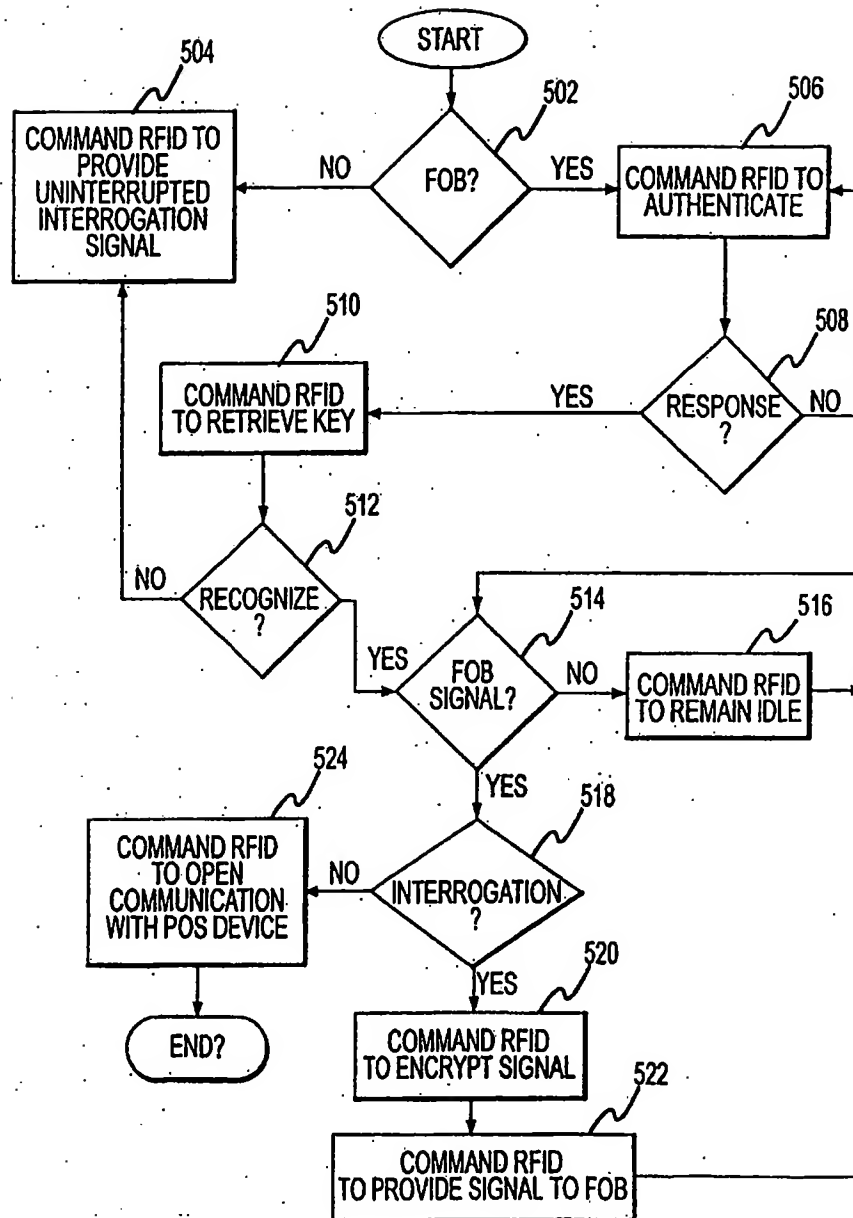 START
504
502
506
COMMAND RFID TO
PROVIDE
UNINTERRUPTED
INTERROGATION
SIGNAL
NO
FOB?
YES
COMMAND RFID TO
AUTHENTICATE
510
508
COMMAND RFID
TO RETRIEVE KEY
YES
RESPONSE
?
NO
512
NO
RECOGNIZE
?
YES
514
516
FOB
SIGNAL?
NO
COMMAND RFID
TO REMAIN IDLE
YES
524
518
COMMAND RFID
TO OPEN
COMMUNICATION
WITH POS DEVICE
NO
INTERROGATION
?
YES
520
END?
COMMAND RFID
TO ENCRYPT SIGNAL
522
COMMAND RFID
TO PROVIDE SIGNAL TO FOB